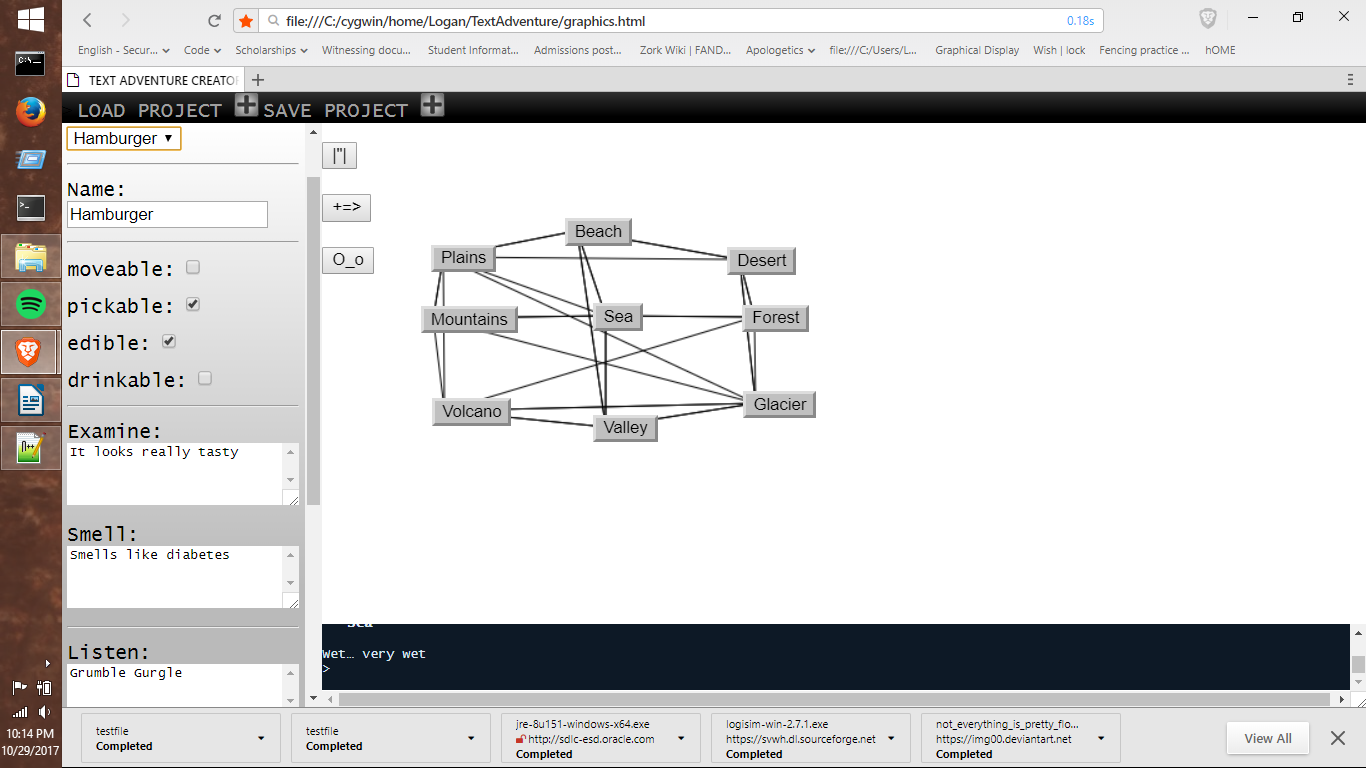 file:///C:/cygwin/home/Logan/TextAdventure/graphics.html
0.18s
English - Secur...
Code
Scholarships
Witnessing docu...
Student Informat...
Admissions post...
Zork Wiki | FAND...
Apologetics
file:///C:/Users/L...
Graphical Display
Wish | lock
Fencing practice ...
hOME
TEXT ADVENTURE CREATO
LOAD PROJECT
SAVE PROJECT
Hamburger
Name:
Hamburger
moveable:
pickable:
edible:
drinkable:
Examine:
It looks really tasty
Smell:
Smells like diabetes
Listen:
Grumble Gurgle
|"|
+=>
O_o
Beach
Plains
Desert
Mountains
Sea
Forest
Volcano
Glacier
Valley
Sea
Wet… very wet
>
testfile
Completed
testfile
Completed
jre-8u151-windows-x64.exe
http://sdlc-esd.oracle.com
Completed
logisim-win-2.7.1.exe
https://svwh.dl.sourceforge.net
Completed
not_everything_is_pretty_flo...
https://img00.deviantart.net
Completed
View All
10:14 PM
10/29/2017